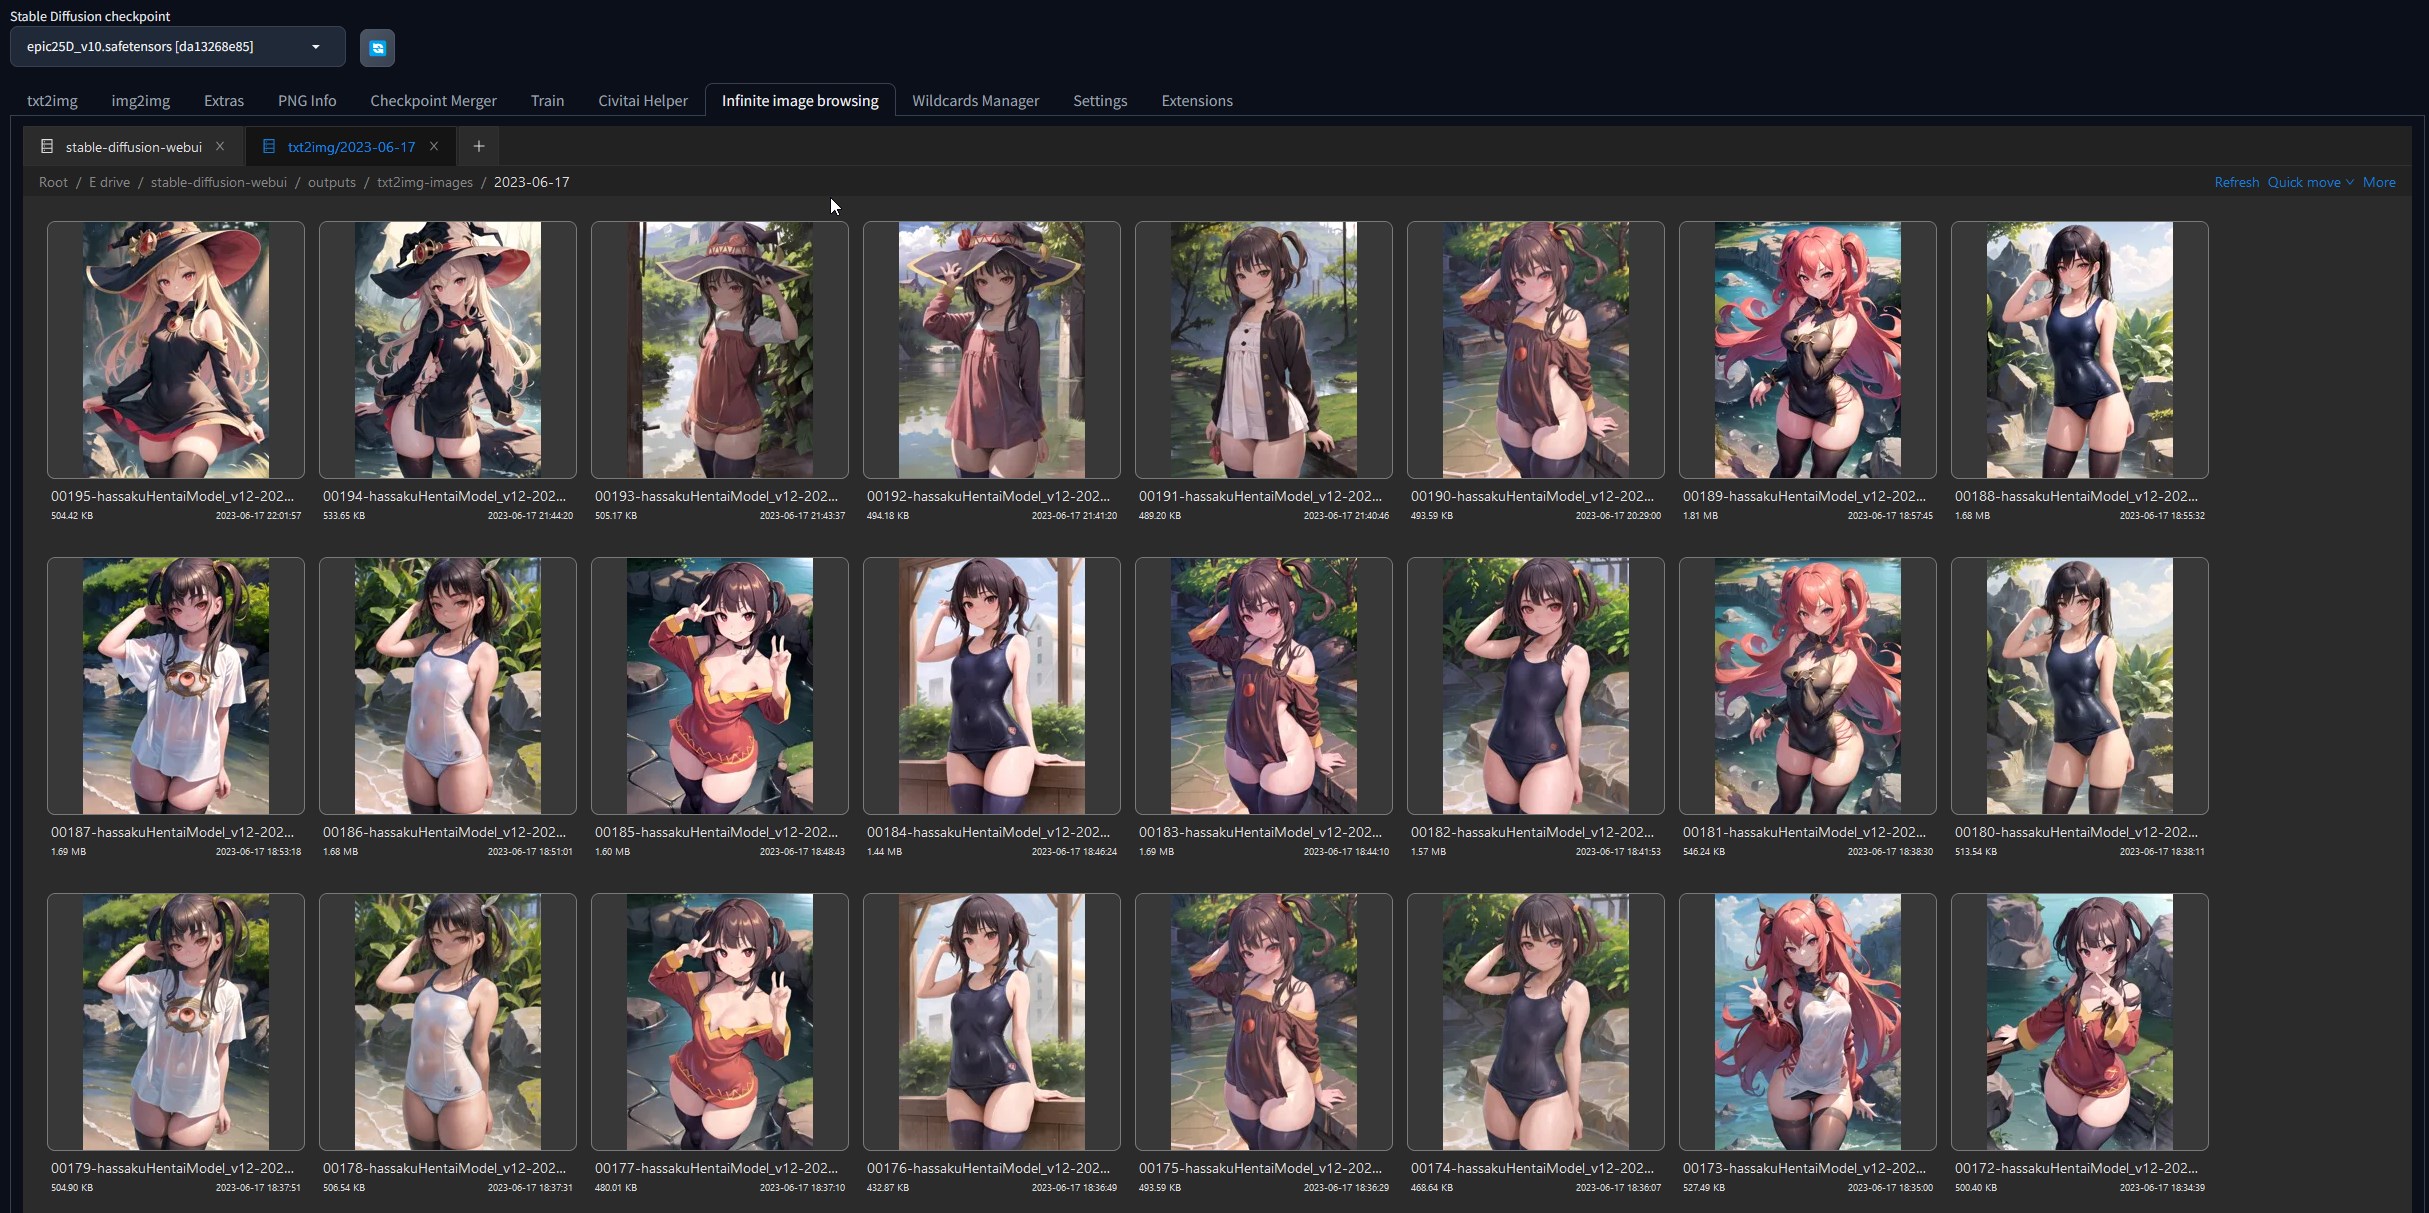 Stable Diffusion checkpoint
epic25D_v10.safetensors [da13268e85]
txt2img img2img Extras PNG Info Checkpoint Merger Train Civitai Helper Infinite image browsing Wildcards Manager Settings Extensions
stable-diffusion-webui txt2img/2023-06-17 +
Root / E drive / stable-diffusion-webui / outputs / txt2img-images / 2023-06-17 Refresh Quick move More
00195-hassakuHentaiModel_v12-202... 00194-hassakuHentaiModel_v12-202... 00193-hassakuHentaiModel_v12-202... 00192-hassakuHentaiModel_v12-202... 00191-hassakuHentaiModel_v12-202... 00190-hassakuHentaiModel_v12-202... 00189-hassakuHentaiModel_v12-202... 00188-hassakuHentaiModel_v12-202...
504.42 KB 2023-06-17 22:01:57 533.65 KB 2023-06-17 21:44:20 505.17 KB 2023-06-17 21:43:37 494.18 KB 2023-06-17 21:41:20 489.20 KB 2023-06-17 21:40:46 493.59 KB 2023-06-17 20:29:00 1.81 MB 2023-06-17 18:57:45 1.68 MB 2023-06-17 18:55:32
00187-hassakuHentaiModel_v12-202... 00186-hassakuHentaiModel_v12-202... 00185-hassakuHentaiModel_v12-202... 00184-hassakuHentaiModel_v12-202... 00183-hassakuHentaiModel_v12-202... 00182-hassakuHentaiModel_v12-202... 00181-hassakuHentaiModel_v12-202... 00180-hassakuHentaiModel_v12-202...
1.69 MB 2023-06-17 18:53:18 1.68 MB 2023-06-17 18:51:01 1.60 MB 2023-06-17 18:48:43 1.44 MB 2023-06-17 18:46:24 1.69 MB 2023-06-17 18:44:10 1.57 MB 2023-06-17 18:41:53 546.24 KB 2023-06-17 18:38:30 513.54 KB 2023-06-17 18:38:11
00179-hassakuHentaiModel_v12-202... 00178-hassakuHentaiModel_v12-202... 00177-hassakuHentaiModel_v12-202... 00176-hassakuHentaiModel_v12-202... 00175-hassakuHentaiModel_v12-202... 00174-hassakuHentaiModel_v12-202... 00173-hassakuHentaiModel_v12-202... 00172-hassakuHentaiModel_v12-202...
504.90 KB 2023-06-17 18:37:51 506.54 KB 2023-06-17 18:37:31 480.01 KB 2023-06-17 18:37:10 432.87 KB 2023-06-17 18:36:49 493.59 KB 2023-06-17 18:36:29 468.64 KB 2023-06-17 18:36:07 527.49 KB 2023-06-17 18:35:00 500.40 KB 2023-06-17 18:34:39